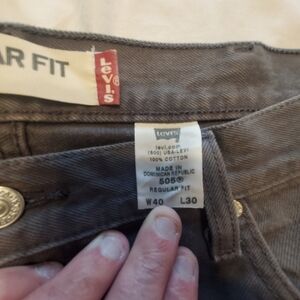 AR FIT
LEVI'S®
Levi's
levi.com
(800) USA-LEVI
100% COTTON
MADE IN
DOMINICAN REPUBLIC
505®
REGULAR FIT
W40 L30